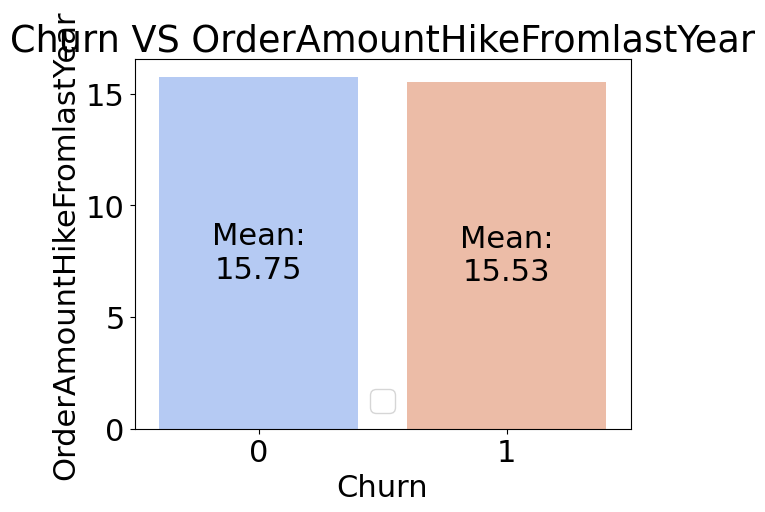 Churn VS OrderAmountHikeFromlastYear
OrderAmountHikeFromlastYear
15
10
5
0
Mean:
15.75
Mean:
15.53
0
1
Churn